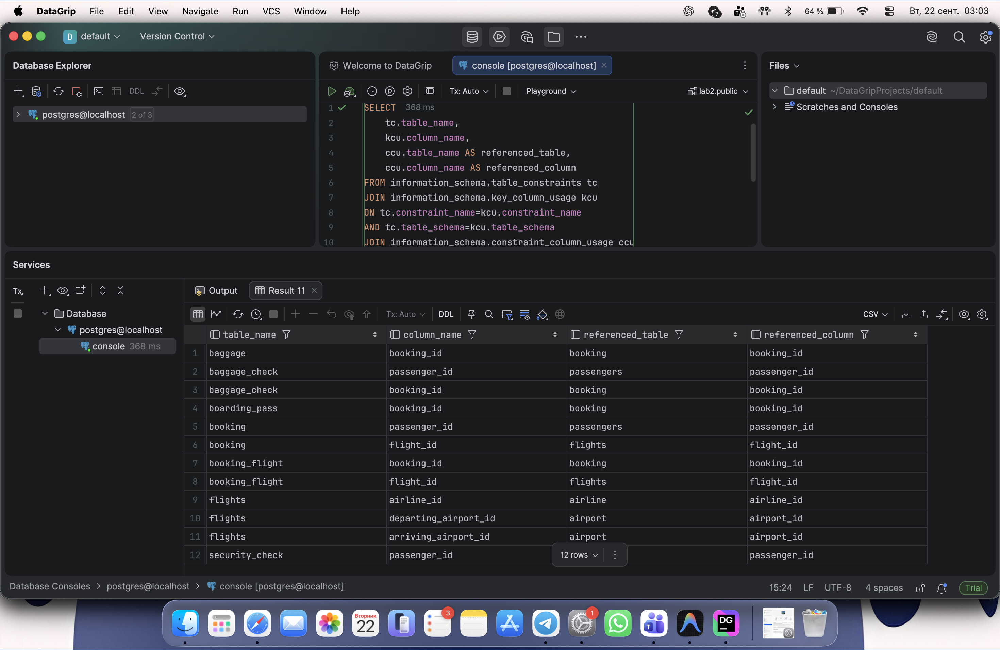 DataGrip File Edit View Navigate Run VCS Window Help 7 64 % Вт, 22 сент. 03:03
D default Version Control
Database Explorer
Welcome to DataGrip console [postgres@localhost]
Files
DDL
Tx: Auto Playground lab2.public
default ~/DataGripProjects/default
Scratches and Consoles
postgres@localhost 2 of 3
1 SELECT 368 ms
2 tc.table_name,
3 kcu.column_name,
4 ccu.table_name AS referenced_table,
5 ccu.column_name AS referenced_column
6 FROM information_schema.table_constraints tc
7 JOIN information_schema.key_column_usage kcu
8 ON tc.constraint_name=kcu.constraint_name
9 AND tc.table_schema=kcu.table_schema
10 JOIN information_schema.constraint_column_usage ccu
Services
Tx
Database
postgres@localhost
console 368 ms
Output Result 11
Tx: Auto DDL CSV
table_name column_name referenced_table referenced_column
1 baggage booking_id booking booking_id
2 baggage_check passenger_id passengers passenger_id
3 baggage_check booking_id booking booking_id
4 boarding_pass booking_id booking booking_id
5 booking passenger_id passengers passenger_id
6 booking flight_id flights flight_id
7 booking_flight booking_id booking booking_id
8 booking_flight flight_id flights flight_id
9 flights airline_id airline airline_id
10 flights departing_airport_id airport airport_id
11 flights arriving_airport_id airport airport_id
12 security_check passenger_id passenger_id
12 rows
Database Consoles > postgres@localhost > console [postgres@localhost]
15:24 LF UTF-8 4 spaces Trial
Вторник
22
3
1
T
DG